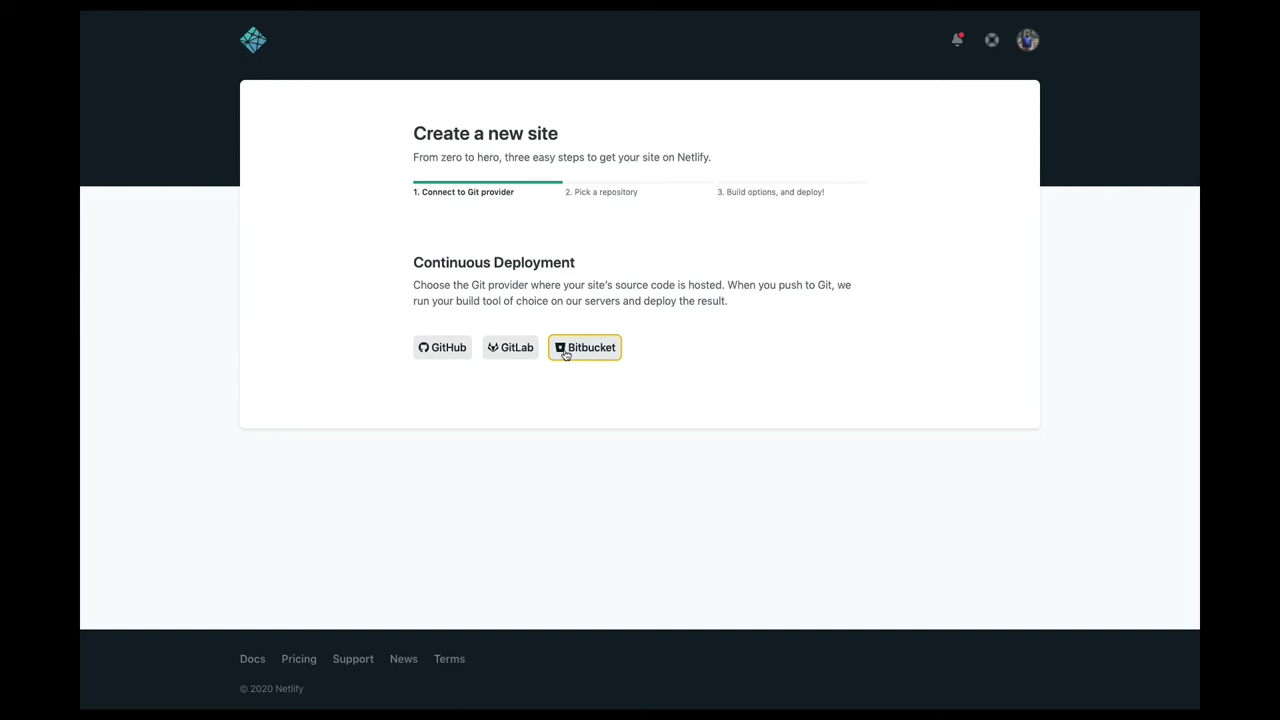 Create a new site
From zero to hero, three easy steps to get your site on Netlify.
1. Connect to Git provider
2. Pick a repository
3. Build options, and deploy!
Continuous Deployment
Choose the Git provider where your site’s source code is hosted. When you push to Git, we
run your build tool of choice on our servers and deploy the result.
GitHub
GitLab
Bitbucket
Docs
Pricing
Support
News
Terms
© 2020 Netlify